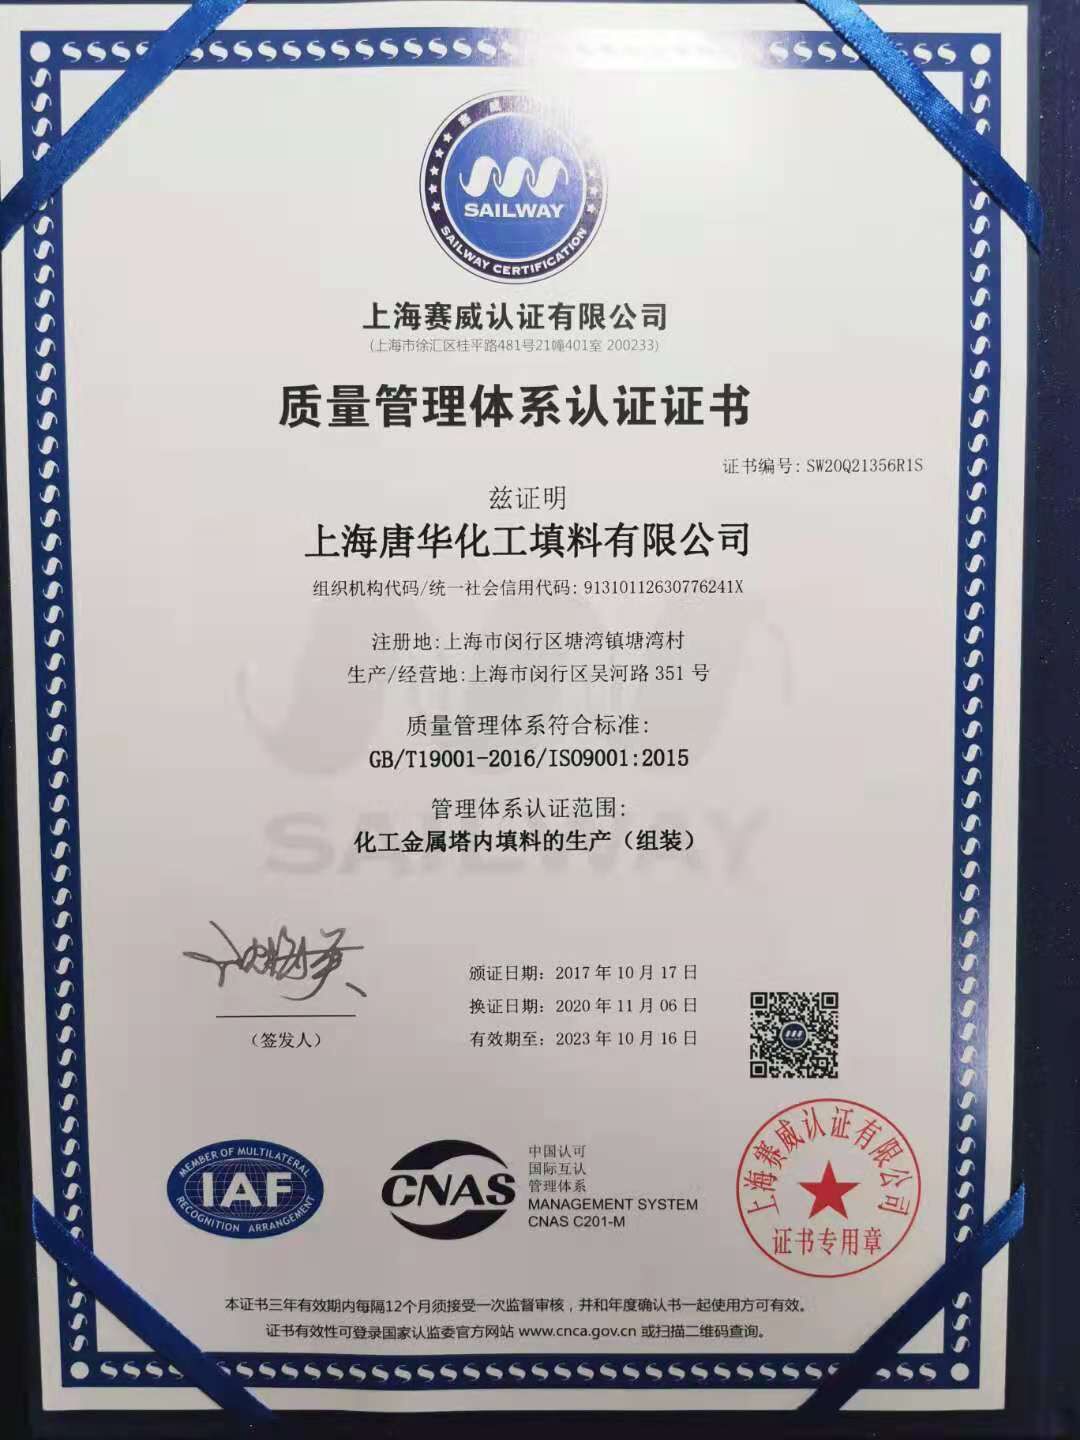 赛威
SAILWAY
SAILWAY CERTIFICATION
上海赛威认证有限公司
(上海市徐汇区桂平路481号21幢401室 200233)
质量管理体系认证证书
证书编号: SW20Q21356R1S
兹证明
上海唐华化工填料有限公司
组织机构代码/统一社会信用代码: 91310112630776241X
注册地:上海市闵行区塘湾镇塘湾村
生产/经营地:上海市闵行区吴河路 351 号
质量管理体系符合标准:
GB/T19001-2016/ISO9001:2015
管理体系认证范围:
化工金属塔内填料的生产（组装）
SAILWAY
颁证日期: 2017 年 10 月 17 日
换证日期: 2020 年 11 月 06 日
有效期至: 2023 年 10 月 16 日
（签发人）
MEMBER OF MULTILATERAL
IAF
RECOGNITION ARRANGEMENT
CNAS
中国认可
国际互认
管理体系
MANAGEMENT SYSTEM
CNAS C201-M
上海赛威认证有限公司
证书专用章
本证书三年有效期内每隔12个月须接受一次监督审核，并和年度确认书一起使用方可有效。
证书有效性可登录国家认监委官方网站 www.cnca.gov.cn 或扫描二维码查询。